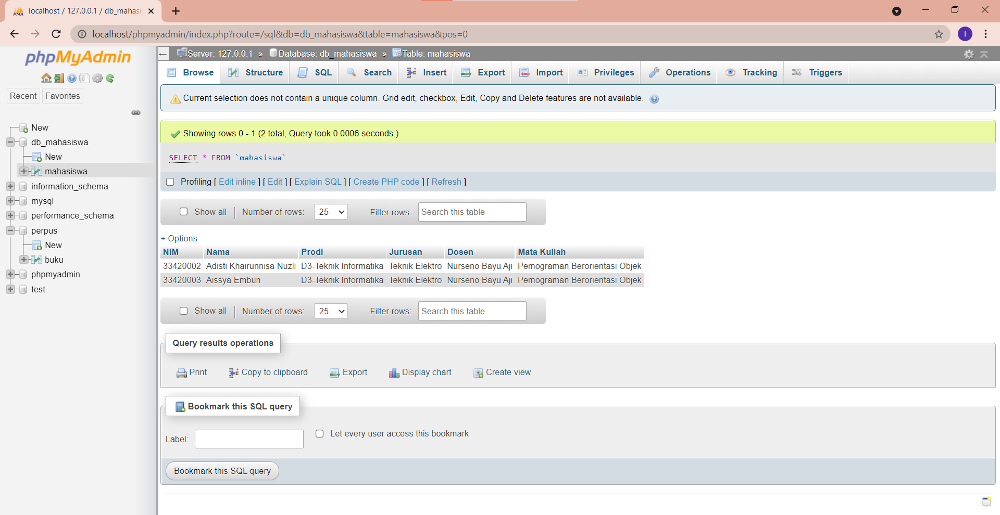 localhost / 127.0.0.1 / db_mahasi
localhost/phpmyadmin/index.php?route=/sql&db=db_mahasiswa&table=mahasiswa&pos=0
I
phpMyAdmin
Recent Favorites
New
db_mahasiswa
New
mahasiswa
information_schema
mysql
performance_schema
perpus
New
buku
phpmyadmin
test
Server: 127.0.0.1 » Database: db_mahasiswa » Table: mahasiswa
Browse Structure SQL Search Insert Export Import Privileges Operations Tracking Triggers
Current selection does not contain a unique column. Grid edit, checkbox, Edit, Copy and Delete features are not available.
Showing rows 0 - 1 (2 total, Query took 0.0006 seconds.)
SELECT * FROM `mahasiswa`
Profiling [ Edit inline ] [ Edit ] [ Explain SQL ] [ Create PHP code ] [ Refresh ]
Show all | Number of rows: 25 Filter rows: Search this table
+ Options
NIM Nama Prodi Jurusan Dosen Mata Kuliah
33420002 Adisti Khairunnisa Nuzli D3-Teknik Informatika Teknik Elektro Nurseno Bayu Aji Pemograman Berorientasi Objek
33420003 Aissya Embun D3-Teknik Informatika Teknik Elektro Nurseno Bayu Aji Pemograman Berorientasi Objek
Show all | Number of rows: 25 Filter rows: Search this table
Query results operations
Print Copy to clipboard Export Display chart Create view
Bookmark this SQL query
Label: Let every user access this bookmark
Bookmark this SQL query